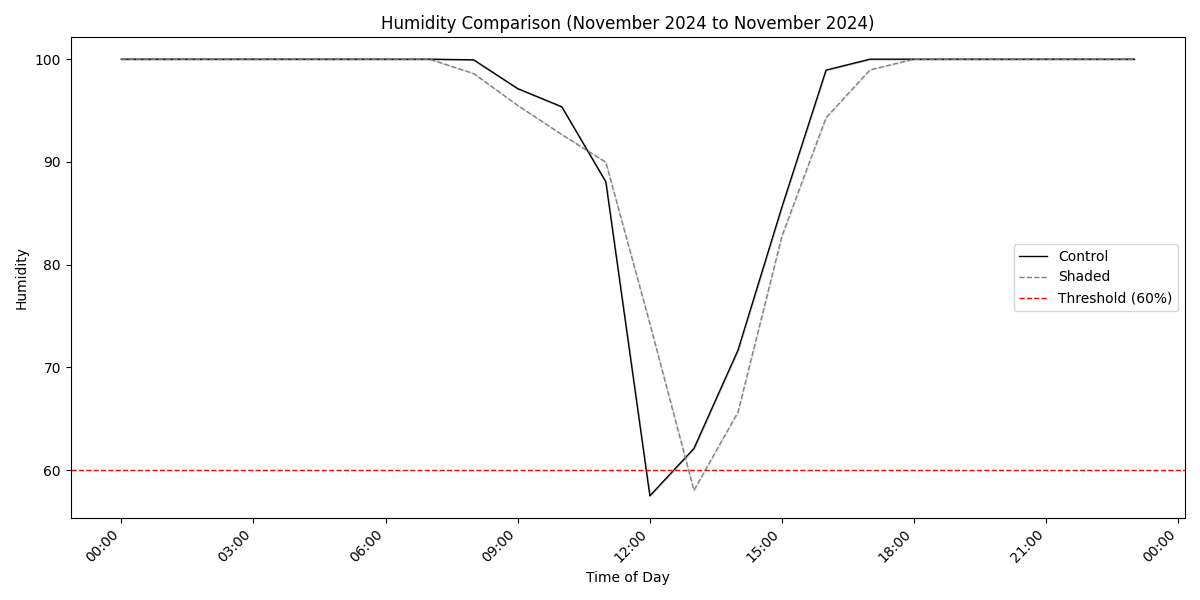 Humidity Comparison (November 2024 to November 2024)
100
90
80
70
60
Humidity
Control
Shaded
Threshold (60%)
00:00
03:00
06:00
09:00
12:00
15:00
18:00
21:00
00:00
Time of Day